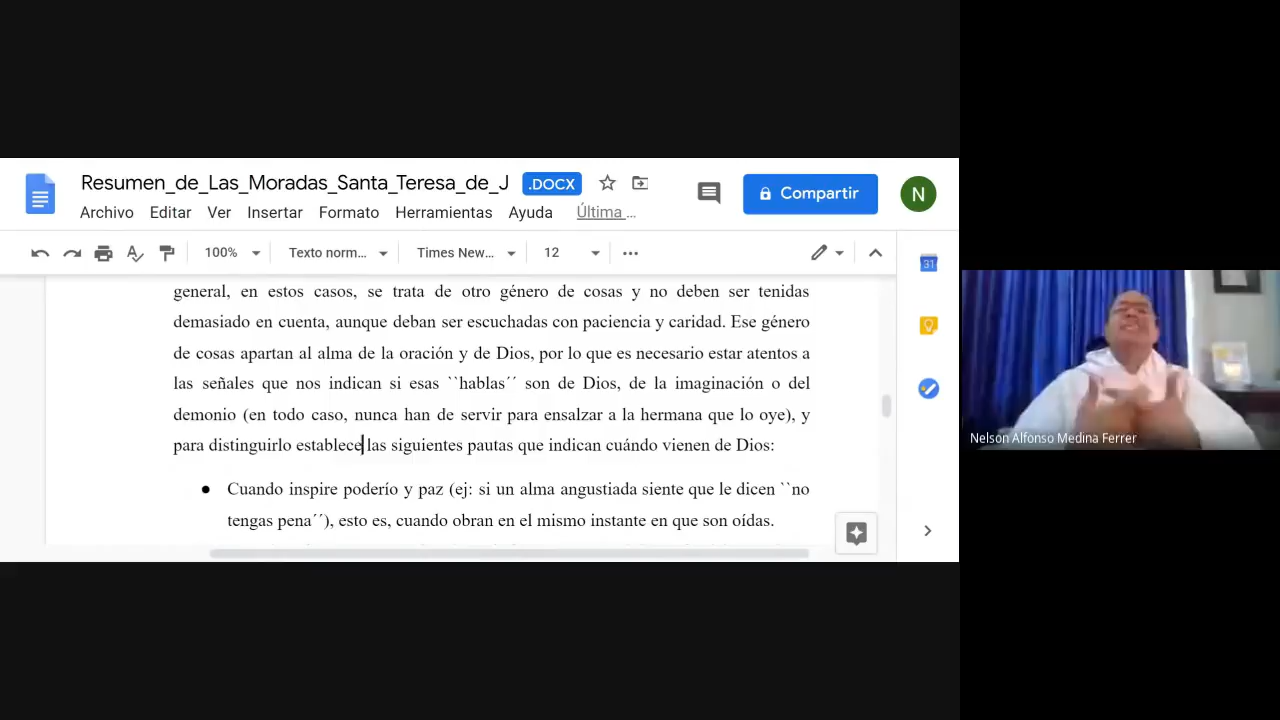 Resumen_de_Las_Moradas_Santa_Teresa_de_J .DOCX
Compartir
N
Archivo Editar Ver Insertar Formato Herramientas Ayuda Última ...
100% Texto norm... Times New... 12
31
general, en estos casos, se trata de otro género de cosas y no deben ser tenidas
demasiado en cuenta, aunque deban ser escuchadas con paciencia y caridad. Ese género
de cosas apartan al alma de la oración y de Dios, por lo que es necesario estar atentos a
las señales que nos indican si esas ``hablas´´ son de Dios, de la imaginación o del
demonio (en todo caso, nunca han de servir para ensalzar a la hermana que lo oye), y
para distinguirlo establece las siguientes pautas que indican cuándo vienen de Dios:
● Cuando inspire poderío y paz (ej: si un alma angustiada siente que le dicen ``no
tengas pena´´), esto es, cuando obran en el mismo instante en que son oídas.
Nelson Alfonso Medina Ferrer